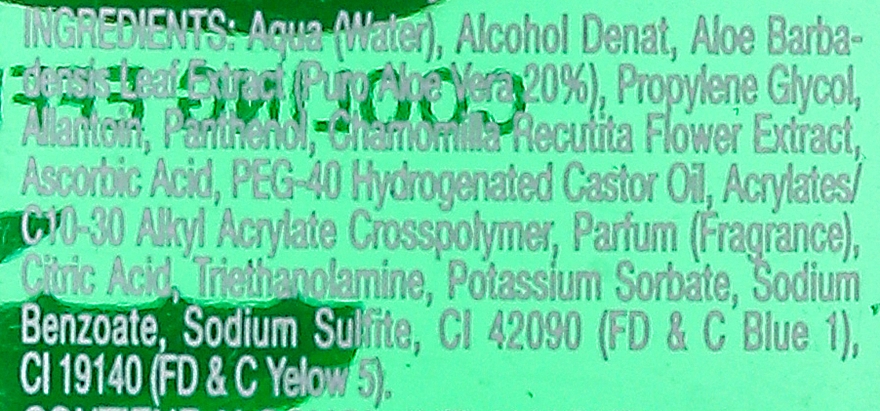 INGREDIENTS: Aqua (Water), Alcohol Denat, Aloe Barba-
densis Leaf Extract (Puro Aloe Vera 20%), Propylene Glycol,
Allantoin, Panthenol, Chamomilla Recutita Flower Extract,
Ascorbic Acid, PEG-40 Hydrogenated Castor Oil, Acrylates/
C10-30 Alkyl Acrylate Crosspolymer, Parfum (Fragrance),
Citric Acid, Triethanolamine, Potassium Sorbate, Sodium
Benzoate, Sodium Sulfite, CI 42090 (FD & C Blue 1),
CI 19140 (FD & C Yelow 5).